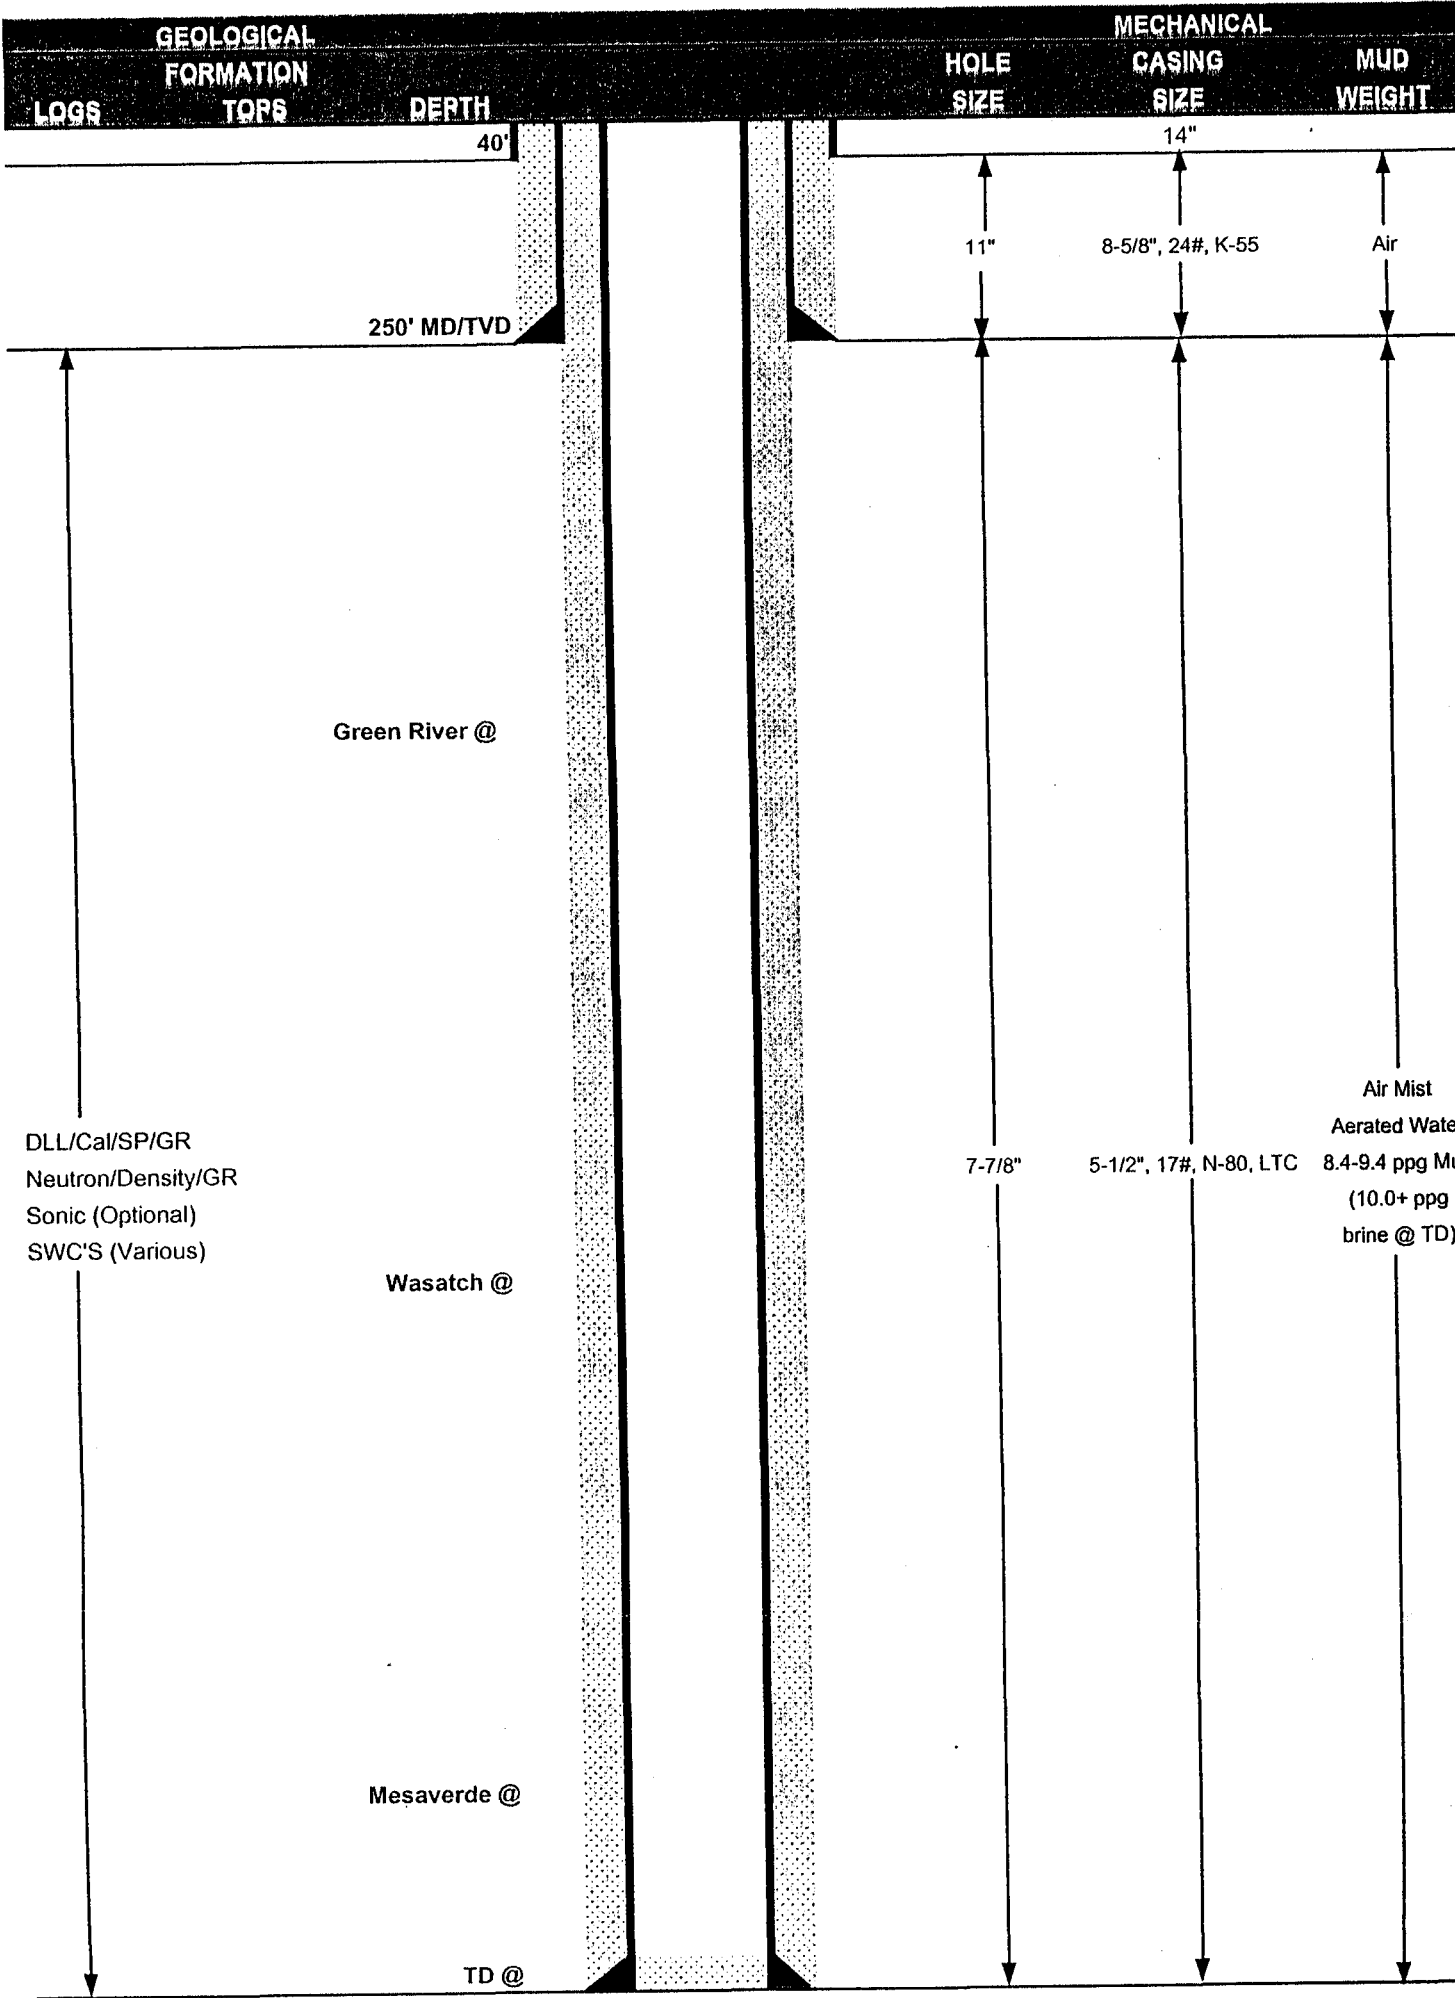 GEOLOGICAL
MECHANICAL
FORMATION
HOLE CASING MUD
LOGS TOPS DEPTH
SIZE SIZE WEIGHT
40'
14"
11"
8-5/8", 24#, K-55
Air
250' MD/TVD
Green River @
Air Mist
Aerated Wate
DLL/Cal/SP/GR
Neutron/Density/GR
Sonic (Optional)
SWC'S (Various)
7-7/8"
5-1/2", 17#, N-80, LTC
8.4-9.4 ppg Mu
(10.0+ ppg
brine @ TD)
Wasatch @
Mesaverde @
TD @